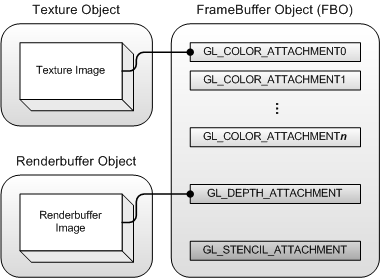 Texture Object
FrameBuffer Object (FBO)
Texture Image
GL_COLOR_ATTACHMENT0
GL_COLOR_ATTACHMENT1
⋮
GL_COLOR_ATTACHMENTn
Renderbuffer Object
Renderbuffer
Image
GL_DEPTH_ATTACHMENT
GL_STENCIL_ATTACHMENT